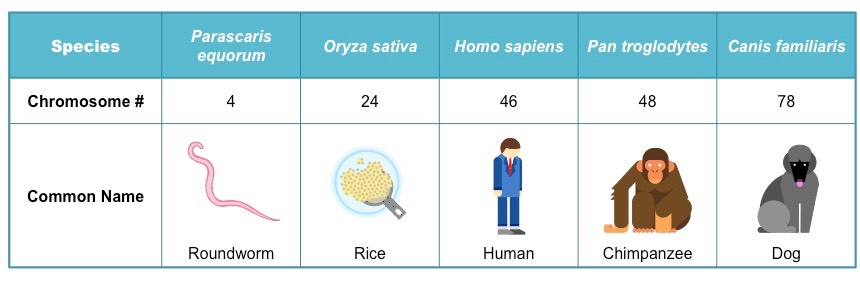 Species Parascaris equorum Oryza sativa Homo sapiens Pan troglodytes Canis familiaris
Chromosome # 4 24 46 48 78
Common Name Roundworm Rice Human Chimpanzee Dog